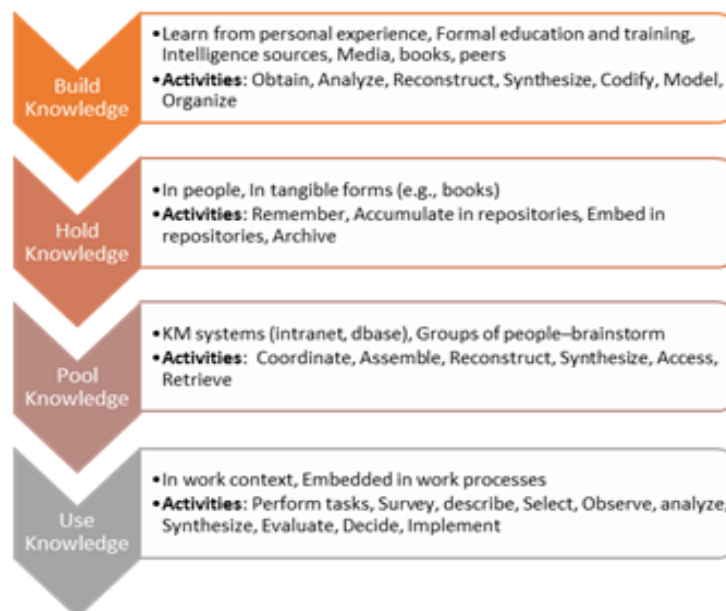 Build
Knowledge
•Learn from personal experience, Formal education and training,
Intelligence sources, Media, books, peers
•Activities: Obtain, Analyze, Reconstruct, Synthesize, Codify, Model,
Organize
Hold
Knowledge
•In people, In tangible forms (e.g., books)
•Activities: Remember, Accumulate in repositories, Embed in
repositories, Archive
Pool
Knowledge
•KM systems (intranet, dbase), Groups of people–brainstorm
•Activities: Coordinate, Assemble, Reconstruct, Synthesize, Access,
Retrieve
Use
Knowledge
•In work context, Embedded in work processes
•Activities: Perform tasks, Survey, describe, Select, Observe, analyze,
Synthesize, Evaluate, Decide, Implement